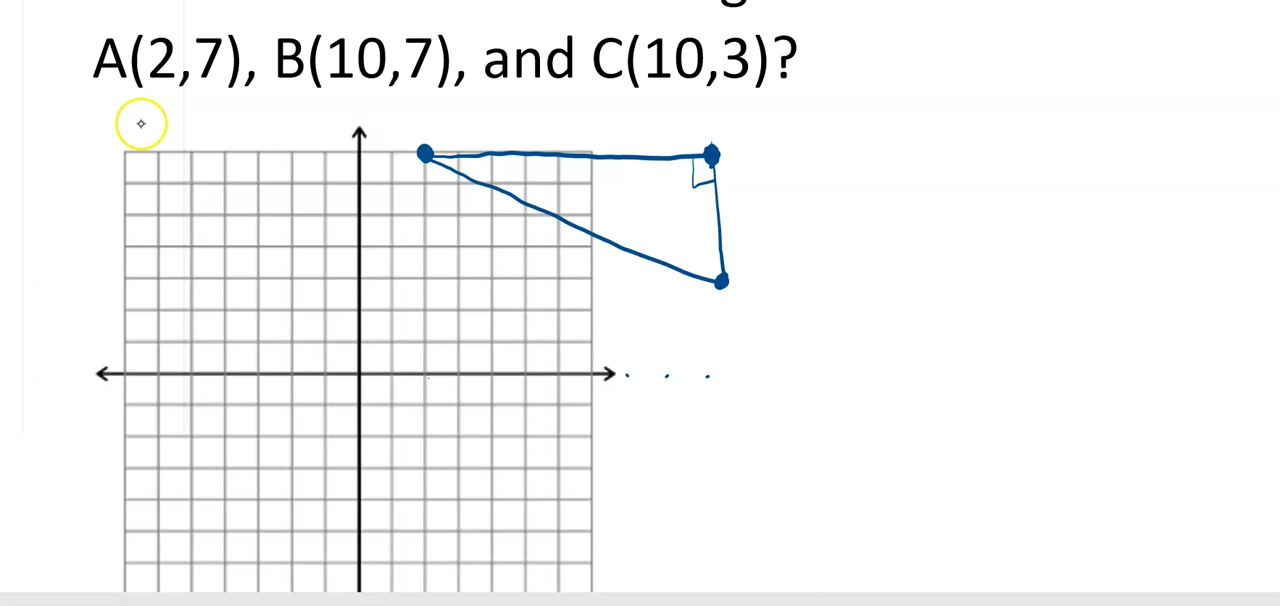 A(2,7), B(10,7), and C(10,3)?